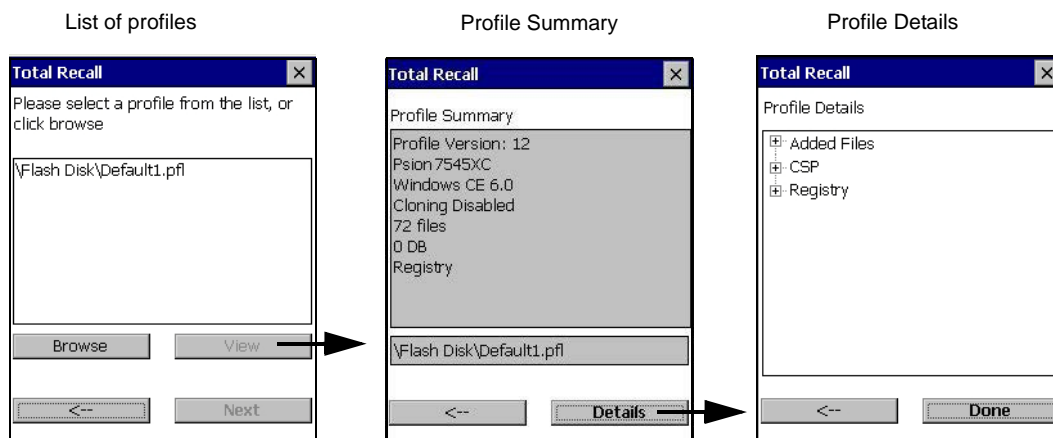 List of profiles
Total Recall
Please select a profile from the list, or
click browse
\Flash Disk\Default1.pfl
Browse
View
<--
Next
Profile Summary
Total Recall
Profile Summary
Profile Version: 12
Psion 7545XC
Windows CE 6.0
Cloning Disabled
72 files
0 DB
Registry
\Flash Disk\Default1.pfl
<--
Details
Profile Details
Total Recall
Profile Details
Added Files
CSP
Registry
<--
Done